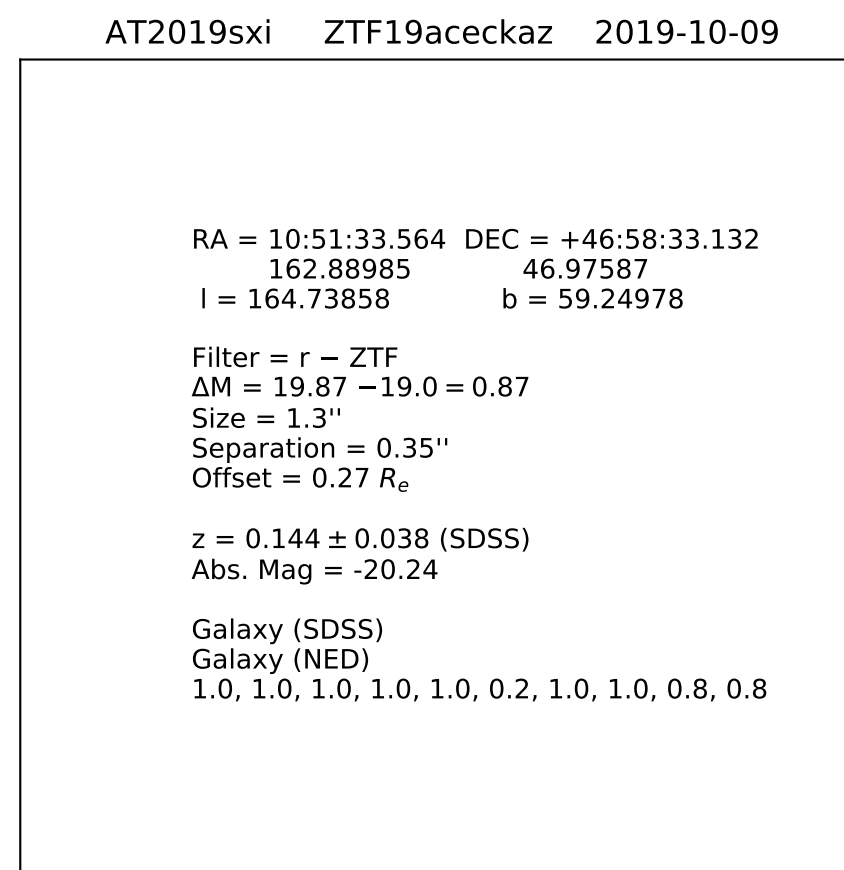 AT2019sxi ZTF19aceckaz 2019-10-09
RA = 10:51:33.564 DEC = +46:58:33.132
162.88985 46.97587
l = 164.73858 b = 59.24978
Filter = r − ZTF
ΔM = 19.87 −19.0 = 0.87
Size = 1.3''
Separation = 0.35''
Offset = 0.27 Rₑ
z = 0.144 ± 0.038 (SDSS)
Abs. Mag = -20.24
Galaxy (SDSS)
Galaxy (NED)
1.0, 1.0, 1.0, 1.0, 1.0, 0.2, 1.0, 1.0, 0.8, 0.8